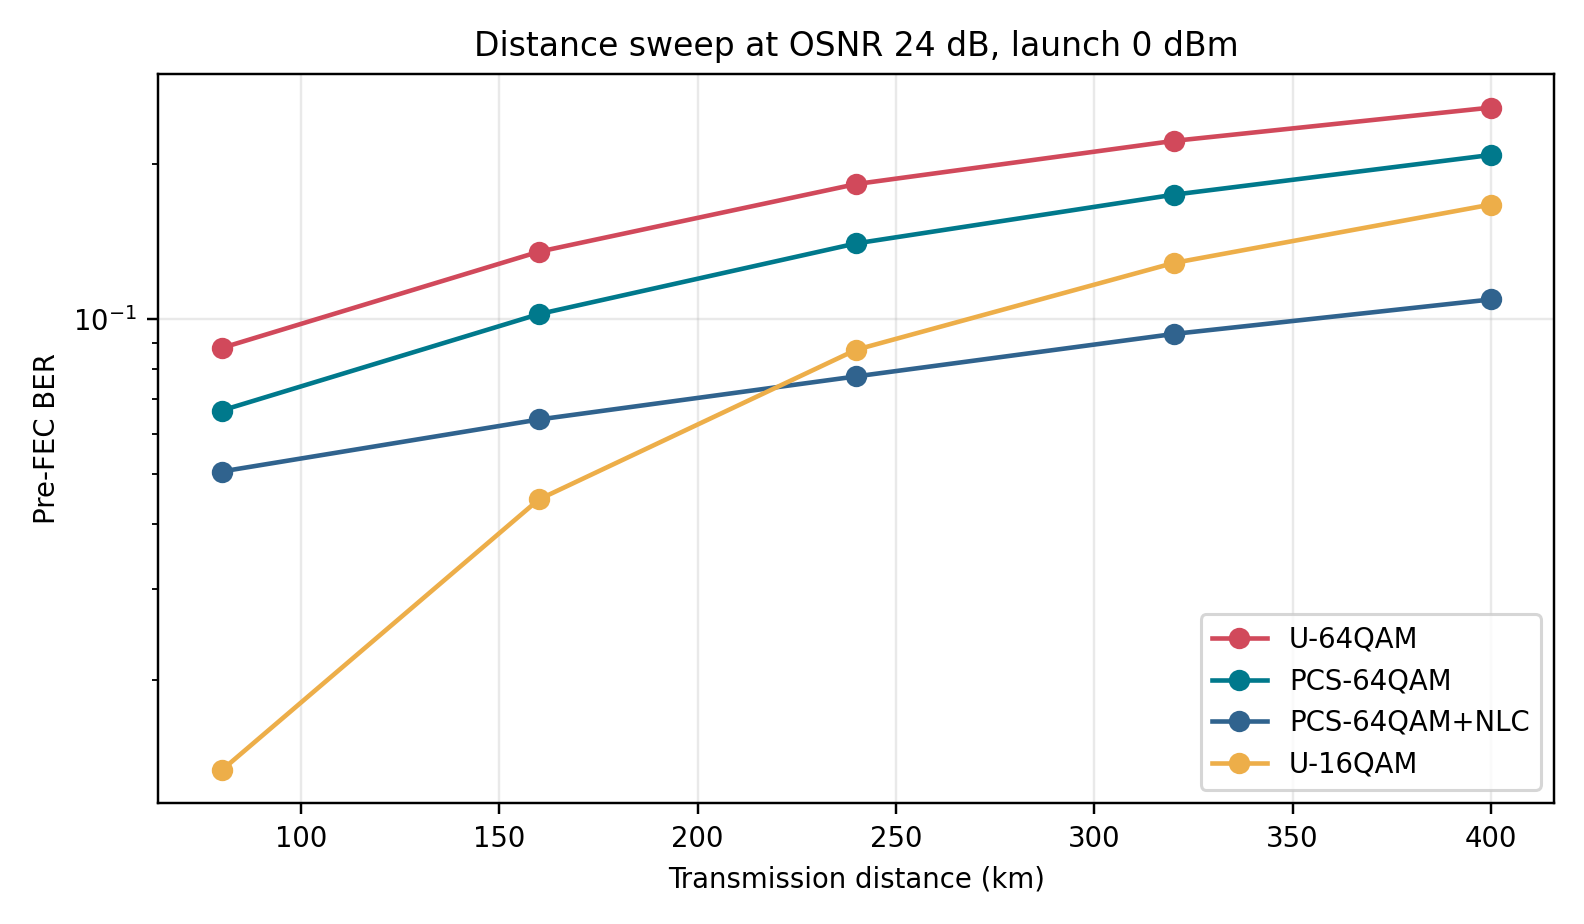 Distance sweep at OSNR 24 dB, launch 0 dBm
Pre-FEC BER
10⁻¹
100 150 200 250 300 350 400
Transmission distance (km)
U-64QAM
PCS-64QAM
PCS-64QAM+NLC
U-16QAM